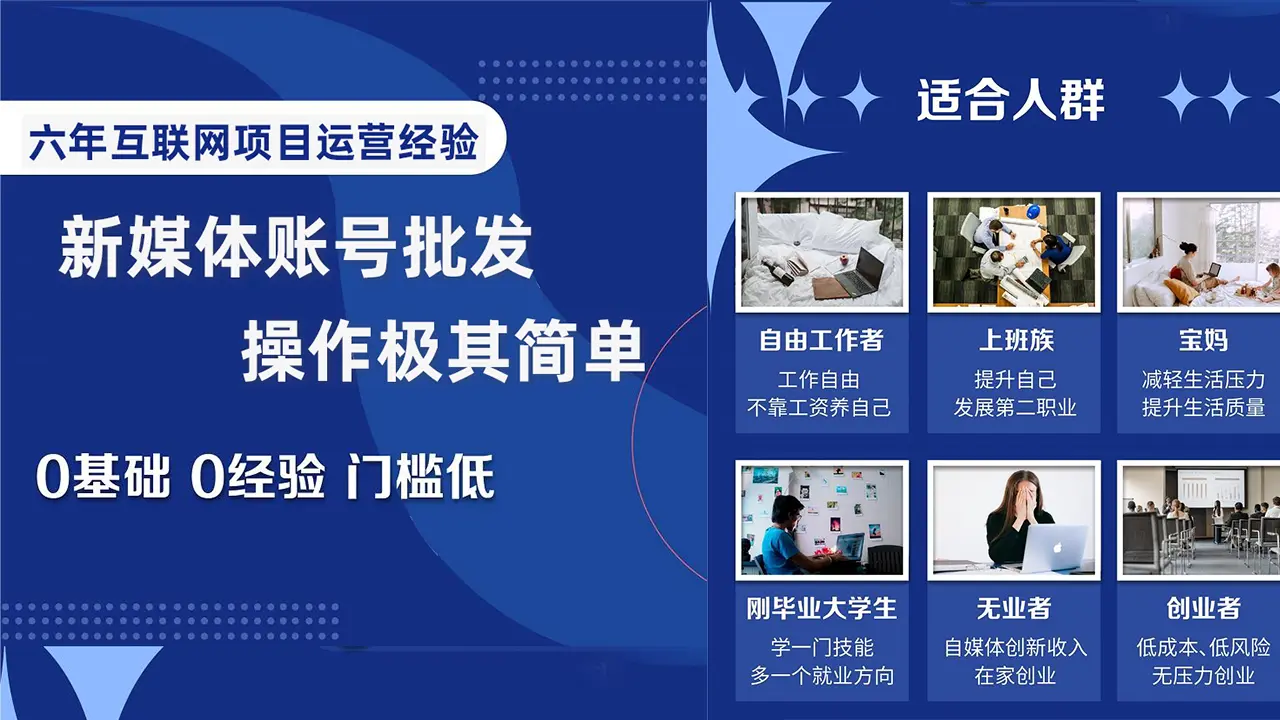 六年互联网项目运营经验
新媒体账号批发
操作极其简单
0基础 0经验 门槛低
适合人群
自由工作者
工作自由
不靠工资养自己
上班族
提升自己
发展第二职业
宝妈
减轻生活压力
提升生活质量
刚毕业大学生
学一门技能
多一个就业方向
无业者
自媒体创新收入
在家创业
创业者
低成本、低风险
无压力创业